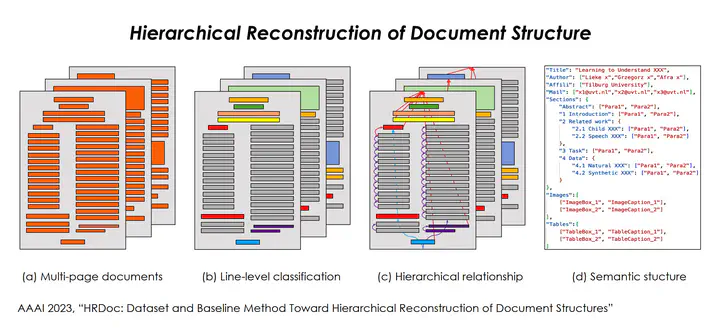 Hierarchical Reconstruction of Document Structure
"Title": "Learning to Understand XXX",
"Author": ["Lieke x","Grzegorz x","Afra x"],
"Affili": ["Tilburg University"],
"Mail": ["x1@uvt.nl","x2@uvl.nl","x3@uvt.nl"],
"Sections": {
"Abstract": ["Para1", "Para2"],
"1 Introduction": ["Para1", "Para2"],
"2 Related work": {
"2.1 Child XXX": ["Para1", "Para2"],
"2.2 Speech XXX": ["Para1", "Para2"],
}
"3 Task": ["Para1", "Para2"],
"4 Data": {
"4.1 Natural XXX": ["Para1", "Para2"],
"4.2 Synthetic XXX": ["Para1", "Para2"]
}
},
"Images":[
["ImageBox_1", "ImageCaption_1"],
["ImageBox_2", "ImageCaption_2"]
],
"Tables":[
["TableBox_1", "TableCaption_1"],
["TableBox_2", "TableCaption_2"]
]
(a) Multi-page documents
(b) Line-level classification
(c) Hierarchical relationship
(d) Semantic stucture
AAAI 2023, “HRDoc: Dataset and Baseline Method Toward Hierarchical Reconstruction of Document Structures”